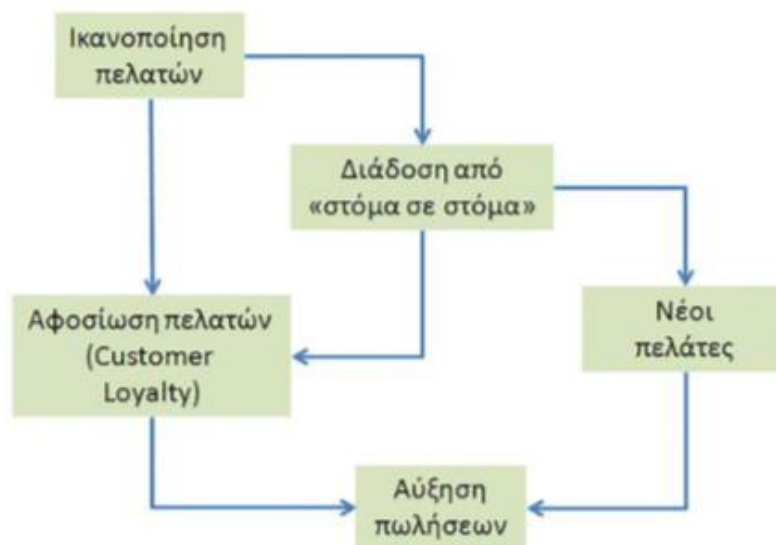 Ικανοποίηση
πελατών
Διάδοση από
«στόμα σε στόμα»
Αφοσίωση πελατών
(Customer
Loyalty)
Νέοι
πελάτες
Αύξηση
πωλήσεων